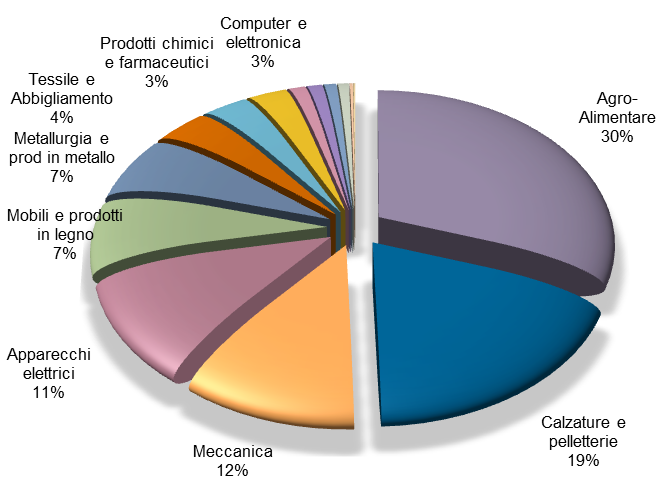 Computer e
elettronica
3%
Prodotti chimici
e farmaceutici
3%
Tessile e
Abbigliamento
4%
Metallurgia e
prod in metallo
7%
Mobili e prodotti
in legno
7%
Apparecchi
elettrici
11%
Meccanica
12%
Calzature e
pelletterie
19%
Agro-
Alimentare
30%